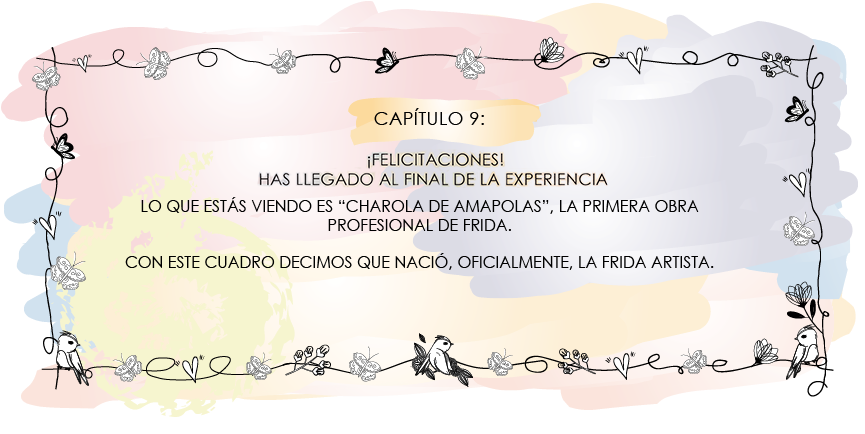 CAPÍTULO 9:
¡FELICITACIONES!
HAS LLEGADO AL FINAL DE LA EXPERIENCIA
LO QUE ESTÁS VIENDO ES “CHAROLA DE AMAPOLAS”, LA PRIMERA OBRA
PROFESIONAL DE FRIDA.
CON ESTE CUADRO DECIMOS QUE NACIÓ, OFICIALMENTE, LA FRIDA ARTISTA.